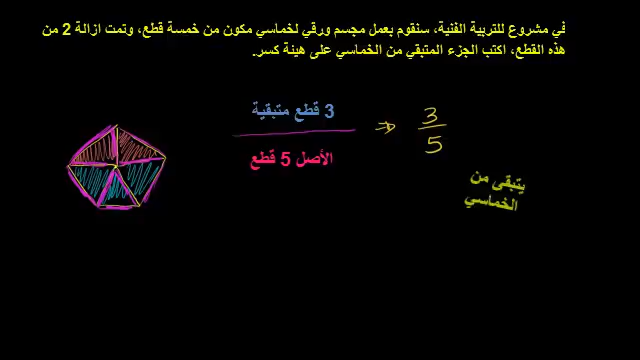 في مشروع للتربية الفنية، سنقوم بعمل مجسم ورقي لخماسي مكون من خمسة قطع، وتمت ازالة 2 من
هذه القطع، اكتب الجزء المتبقي من الخماسي على هيئة كسر.
3 قطع متبقية
الأصل 5 قطع
⇒ 3/5
يتبقى من
الخماسي